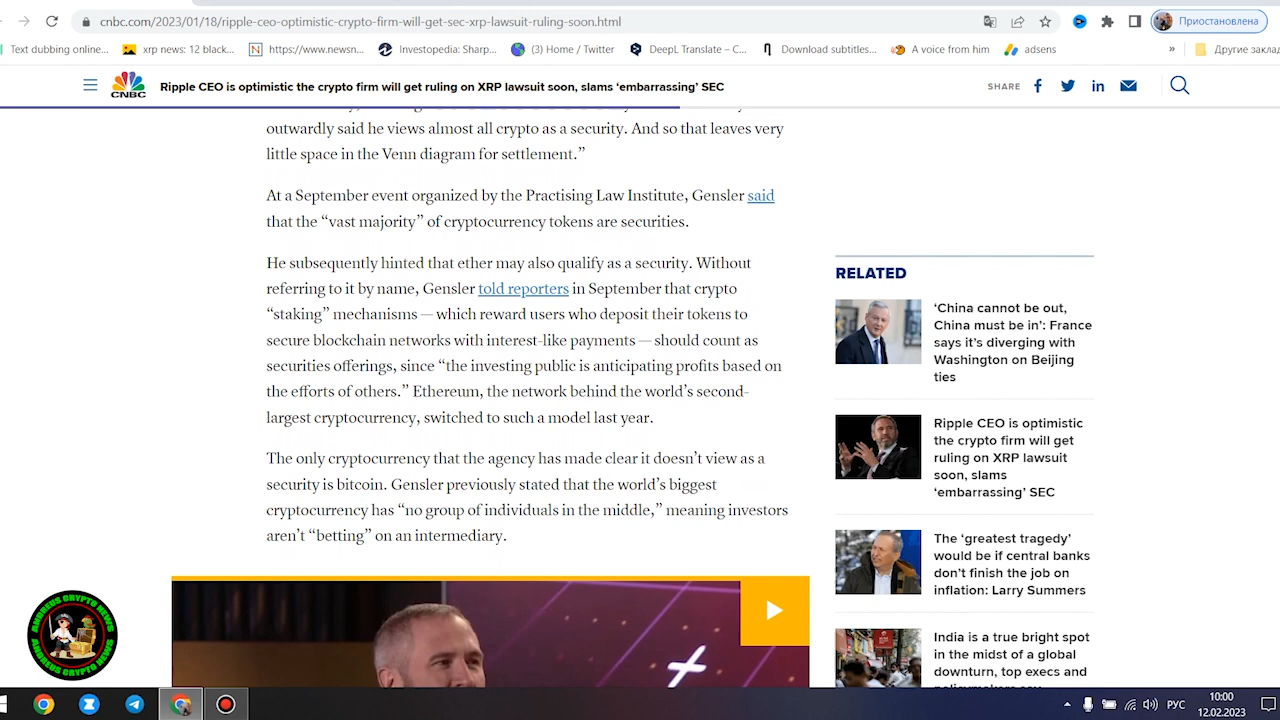 cnbc.com/2023/01/18/ripple-ceo-optimistic-crypto-firm-will-get-sec-xrp-lawsuit-ruling-soon.html
Приостановлена
Text dubbing online...
xrp news: 12 black...
https://www.newsn...
Investopedia: Sharp...
(3) Home / Twitter
DeepL Translate – C...
Download subtitles...
A voice from him
adsens
»
Другие закла
CNBC
Ripple CEO is optimistic the crypto firm will get ruling on XRP lawsuit soon, slams ‘embarrassing’ SEC
SHARE
outwardly said he views almost all crypto as a security. And so that leaves very
little space in the Venn diagram for settlement.”
At a September event organized by the Practising Law Institute, Gensler said
that the “vast majority” of cryptocurrency tokens are securities.
He subsequently hinted that ether may also qualify as a security. Without
referring to it by name, Gensler told reporters in September that crypto
“staking” mechanisms — which reward users who deposit their tokens to
secure blockchain networks with interest-like payments — should count as
securities offerings, since “the investing public is anticipating profits based on
the efforts of others.” Ethereum, the network behind the world’s second-
largest cryptocurrency, switched to such a model last year.
The only cryptocurrency that the agency has made clear it doesn’t view as a
security is bitcoin. Gensler previously stated that the world’s biggest
cryptocurrency has “no group of individuals in the middle,” meaning investors
aren’t “betting” on an intermediary.
RELATED
‘China cannot be out,
China must be in’: France
says it’s diverging with
Washington on Beijing
ties
Ripple CEO is optimistic
the crypto firm will get
ruling on XRP lawsuit
soon, slams
‘embarrassing’ SEC
The ‘greatest tragedy’
would be if central banks
don’t finish the job on
inflation: Larry Summers
India is a true bright spot
in the midst of a global
downturn, top execs and
ANDREUS CRYPTO NEWS
ANDREUS CRYPTO NEWS
РУС
10:00
12.02.2023